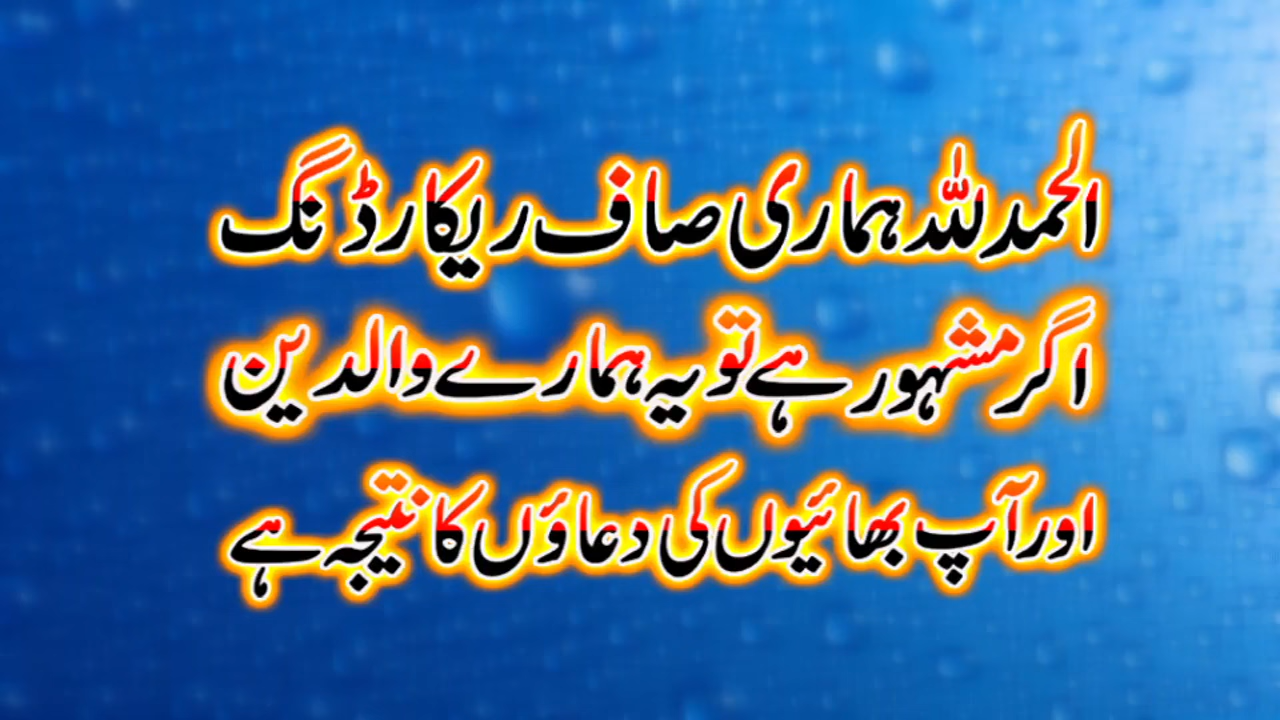 الحمدللہ ہماری صاف ریکارڈنگ
اگر مشہور ہے تو یہ ہمارے والدین
اور آپ بھائیوں کی دعاؤں کا نتیجہ ہے